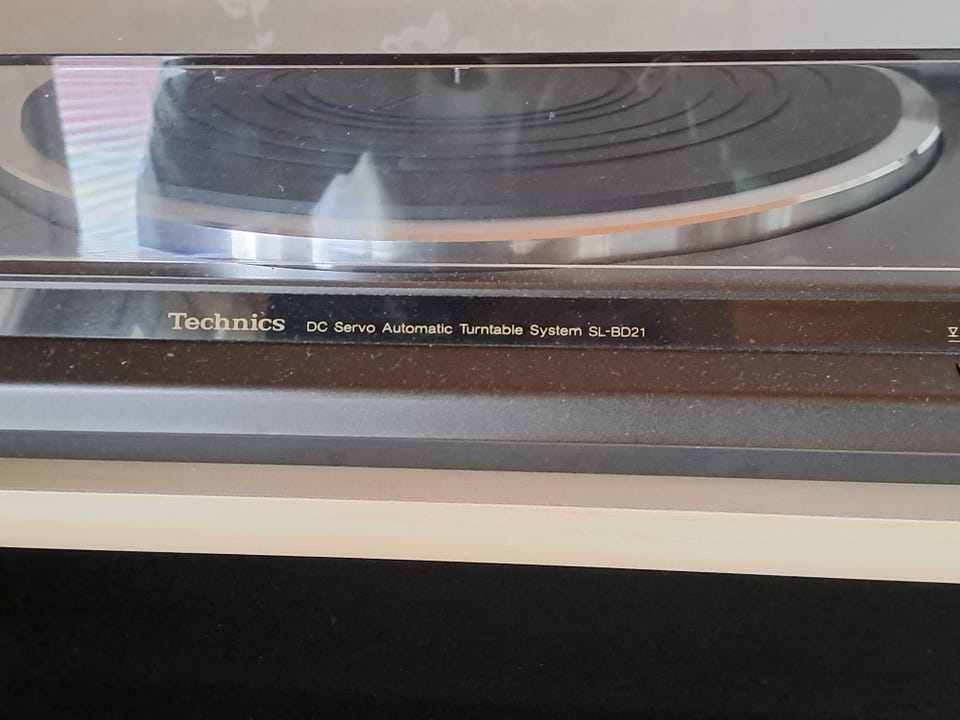 Technics DC Servo Automatic Turntable System SL-BD21